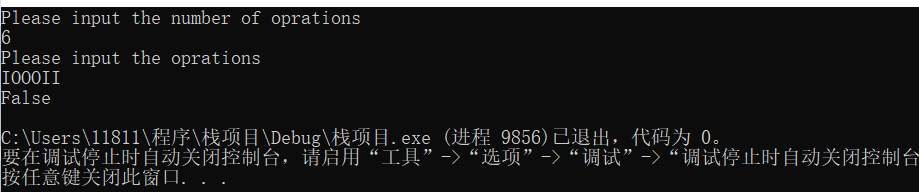 Please input the number of oprations
6
Please input the oprations
IOOOII
False
C:\Users\11811\程序\栈项目\Debug\栈项目.exe (进程 9856)已退出，代码为 0。
要在调试停止时自动关闭控制台，请启用“工具”->“选项”->“调试”->“调试停止时自动关闭控制台
按任意键关闭此窗口. . .